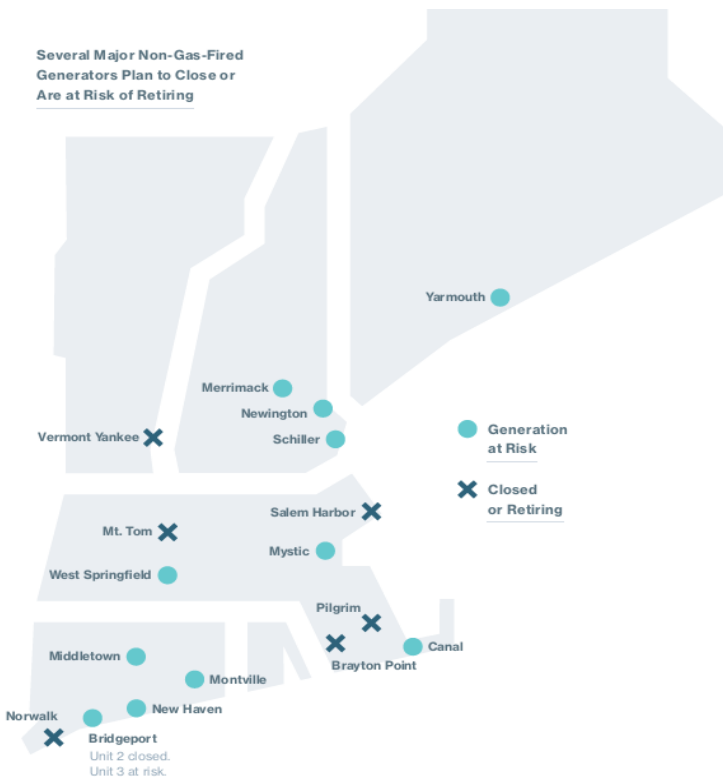 Several Major Non-Gas-Fired
Generators Plan to Close or
Are at Risk of Retiring
Yarmouth
Merrimack
Newington
Generation
at Risk
Vermont Yankee
Schiller
Closed
or Retiring
Salem Harbor
Mt. Tom
Mystic
West Springfield
Pilgrim
Canal
Middletown
Brayton Point
Montville
New Haven
Norwalk
Bridgeport
Unit 2 closed.
Unit 3 at risk.